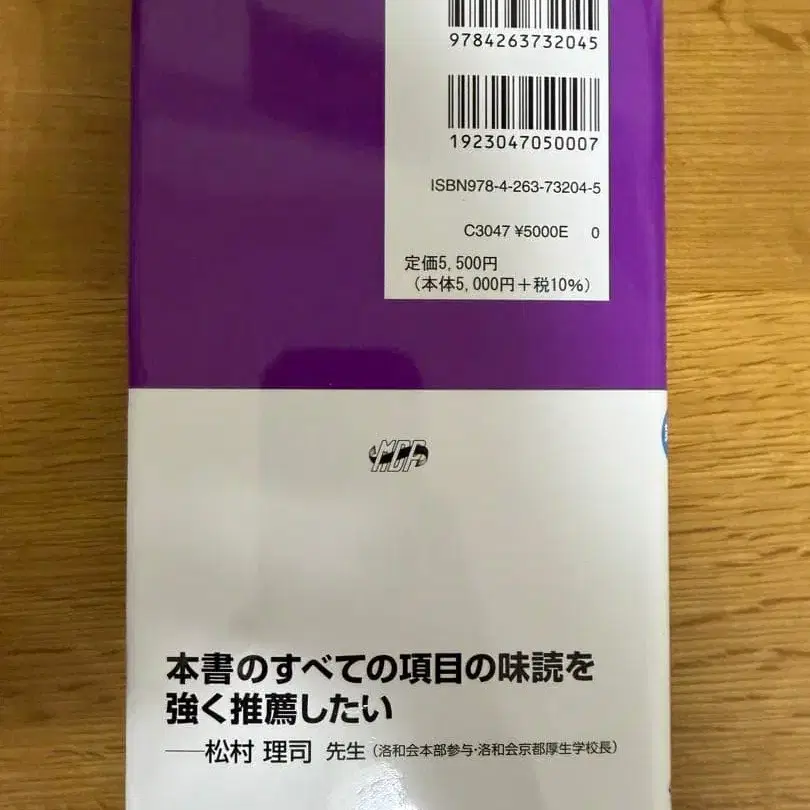 9784263732045
1923047050007
ISBN978-4-263-73204-5
C3047 ¥5000E 0
定価5,500円
（本体5,000円＋税10%）
MDP
本書のすべての項目の味読を
強く推薦したい
——松村 理司 先生（洛和会本部参与・洛和会京都厚生学校長）